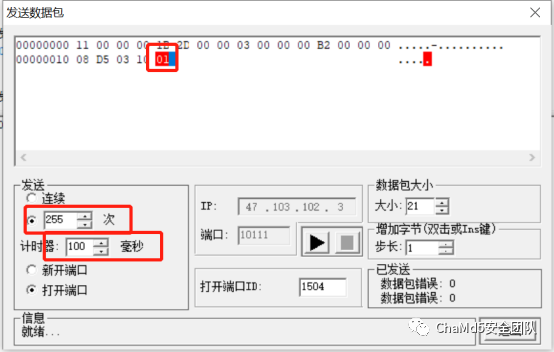 发送数据包
00000000 11 00 00 00 1B 2D 00 00 03 00 00 00 B2 00 00 00 .....-..........
00000010 08 D5 03 10 01 .....
发送
连续
255 次
计时器: 100 毫秒
新开端口
打开端口
IP: 47 .103 .102 . 3
端口: 10111
打开端口ID: 1504
数据包大小
大小: 21
增加字节(双击或Ins键)
步长: 1
已发送
数据包错误: 0
数据包错误: 0
信息
就绪...
ChaMd5安全团队